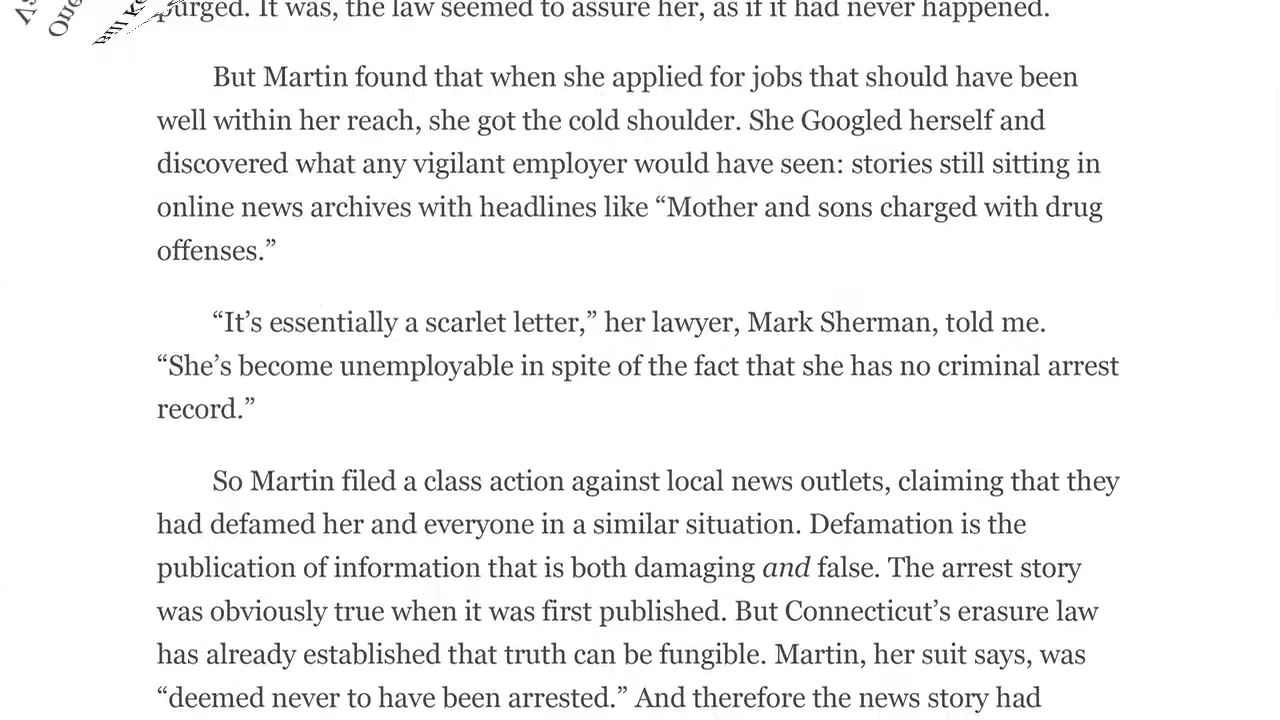 purged. It was, the law seemed to assure her, as if it had never happened.
But Martin found that when she applied for jobs that should have been
well within her reach, she got the cold shoulder. She Googled herself and
discovered what any vigilant employer would have seen: stories still sitting in
online news archives with headlines like “Mother and sons charged with drug
offenses.”
“It’s essentially a scarlet letter,” her lawyer, Mark Sherman, told me.
“She’s become unemployable in spite of the fact that she has no criminal arrest
record.”
So Martin filed a class action against local news outlets, claiming that they
had defamed her and everyone in a similar situation. Defamation is the
publication of information that is both damaging and false. The arrest story
was obviously true when it was first published. But Connecticut’s erasure law
has already established that truth can be fungible. Martin, her suit says, was
“deemed never to have been arrested.” And therefore the news story had